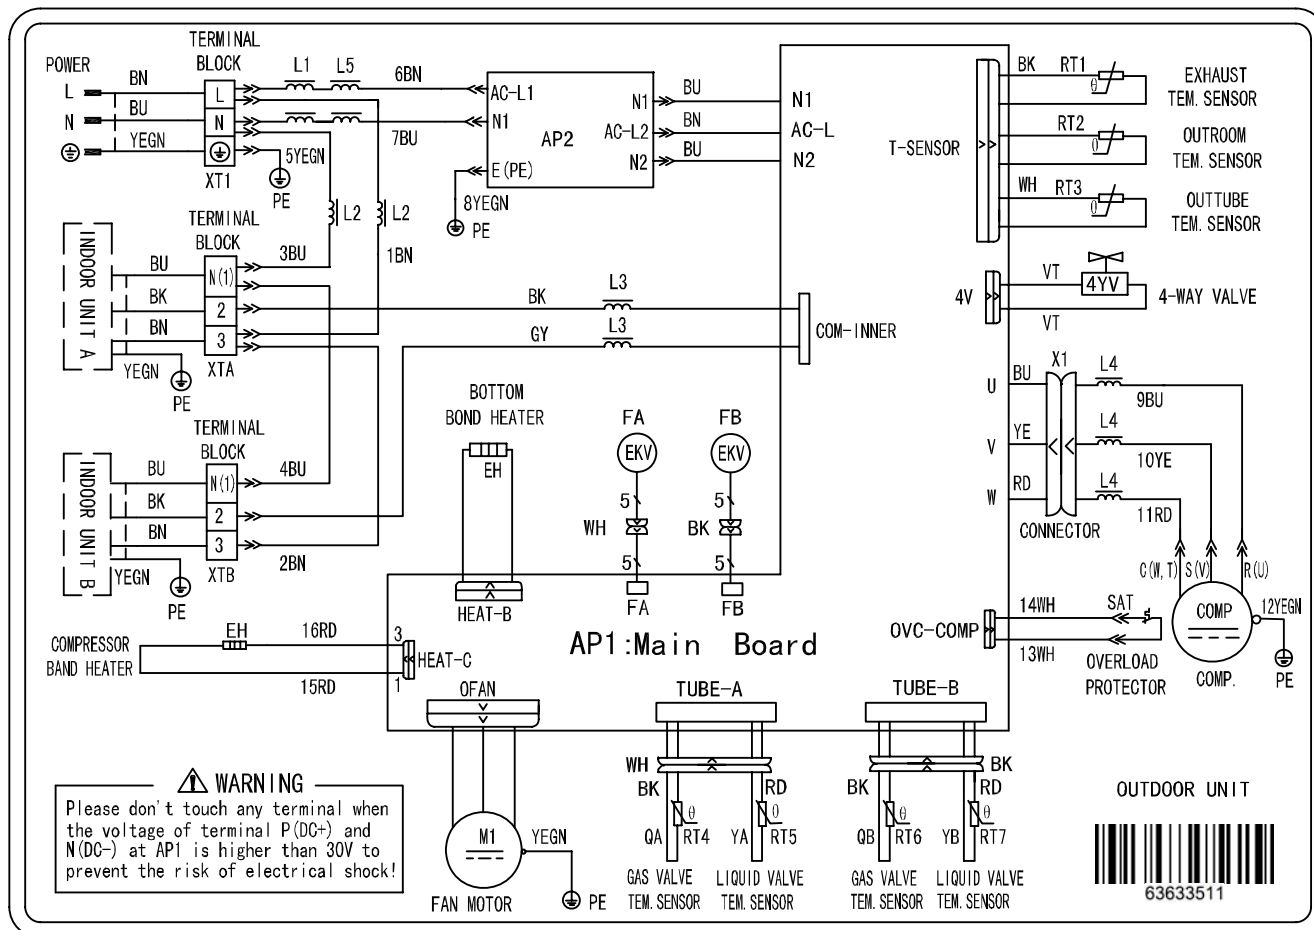 POWER
L
N
BN
BU
YEGN
TERMINAL
BLOCK
L
N
XT1
5YEGN
PE
L1
L5
6BN
7BU
L2
L2
AC-L1
N1
E(PE)
AP2
N1
AC-L2
N2
8YEGN
PE
BU
BN
BU
N1
AC-L
N2
T-SENSOR
BK
RT1
θ
EXHAUST
TEM. SENSOR
RT2
θ
OUTROOM
TEM. SENSOR
WH
RT3
θ
OUTTUBE
TEM. SENSOR
INDOOR UNIT A
BU
BK
BN
YEGN
PE
TERMINAL
BLOCK
N(1)
2
3
XTA
3BU
1BN
BK
L3
GY
L3
COM-INNER
4V
VT
4YV
VT
4-WAY VALVE
U
BU
V
YE
W
RD
X1
CONNECTOR
L4
9BU
L4
10YE
L4
11RD
C(W,T)
S(V)
R(U)
COMP
COMP.
12YEGN
PE
INDOOR UNIT B
BU
BK
BN
YEGN
PE
TERMINAL
BLOCK
N(1)
2
3
XTB
4BU
2BN
BOTTOM
BOND HEATER
EH
HEAT-B
FA
EKV
5
WH
5
FA
FB
EKV
5
BK
5
FB
AP1:Main Board
OVC-COMP
14WH
SAT
13WH
OVERLOAD
PROTECTOR
COMPRESSOR
BAND HEATER
EH
16RD
15RD
3
1
HEAT-C
OFAN
M1
YEGN
PE
FAN MOTOR
TUBE-A
WH
BK
RD
θ
θ
QA
RT4
YA
RT5
GAS VALVE
TEM. SENSOR
LIQUID VALVE
TEM. SENSOR
TUBE-B
BK
BK
RD
θ
θ
QB
RT6
YB
RT7
GAS VALVE
TEM. SENSOR
LIQUID VALVE
TEM. SENSOR
WARNING
Please don't touch any terminal when
the voltage of terminal P(DC+) and
N(DC-) at AP1 is higher than 30V to
prevent the risk of electrical shock!
OUTDOOR UNIT
63633511